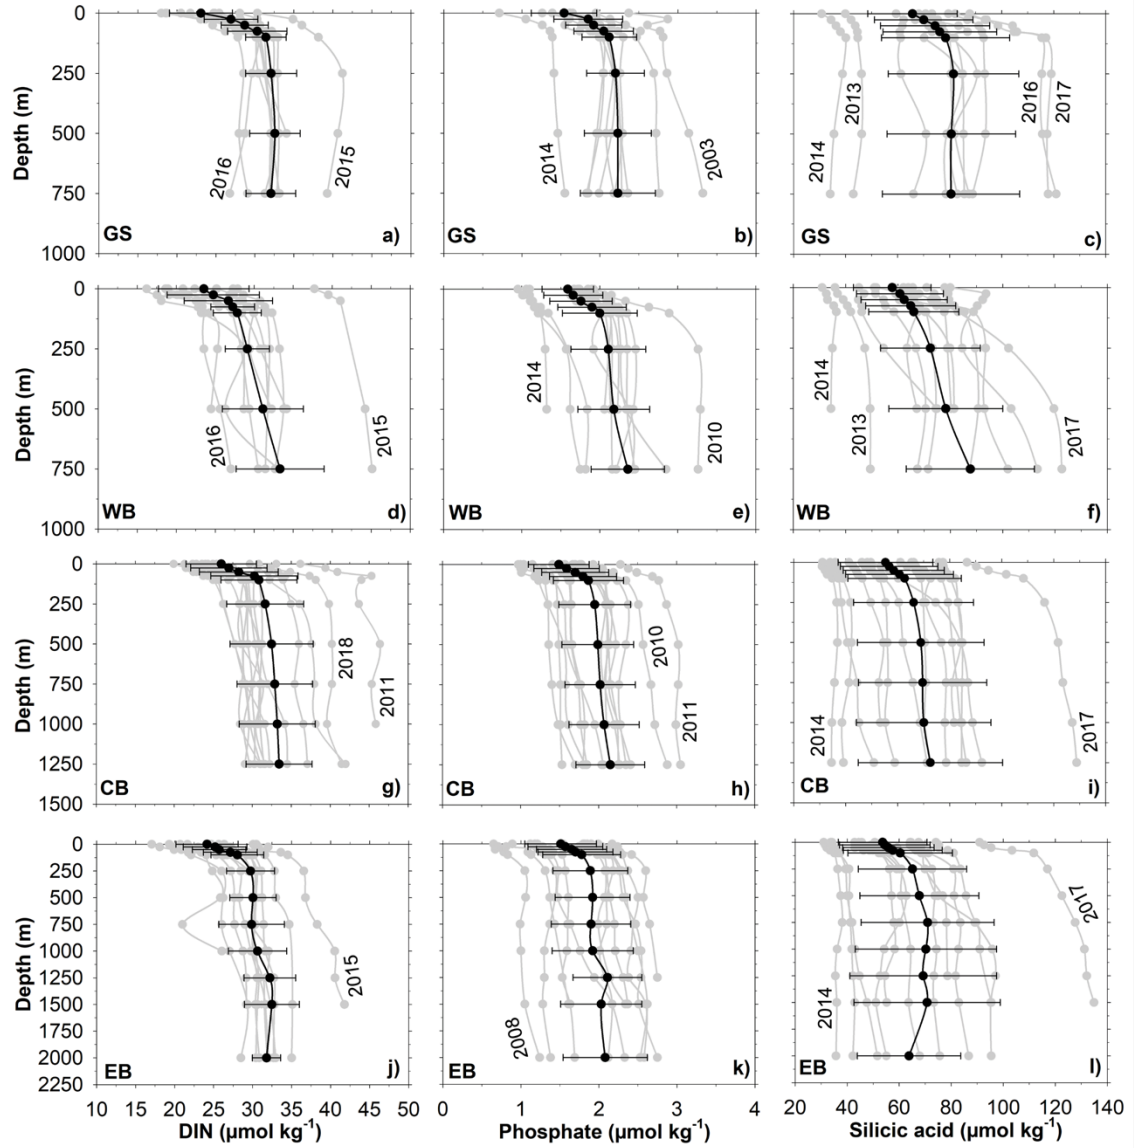 0
250
500
750
1000
Depth (m)
2016
2015
GS
a)
2014
2003
GS
b)
2014
2013
2016
2017
GS
c)
0
250
500
750
1000
Depth (m)
2016
2015
WB
d)
2014
2010
WB
e)
2014
2013
2017
WB
f)
0
250
500
750
1000
1250
1500
Depth (m)
2018
2011
CB
g)
2010
2011
CB
h)
2014
2017
CB
i)
0
250
500
750
1000
1250
1500
1750
2000
2250
Depth (m)
2015
EB
j)
2008
EB
k)
2014
2017
EB
l)
10 15 20 25 30 35 40 45 50
DIN (µmol kg⁻¹)
0 1 2 3 4
Phosphate (µmol kg⁻¹)
20 40 60 80 100 120 140
Silicic acid (µmol kg⁻¹)